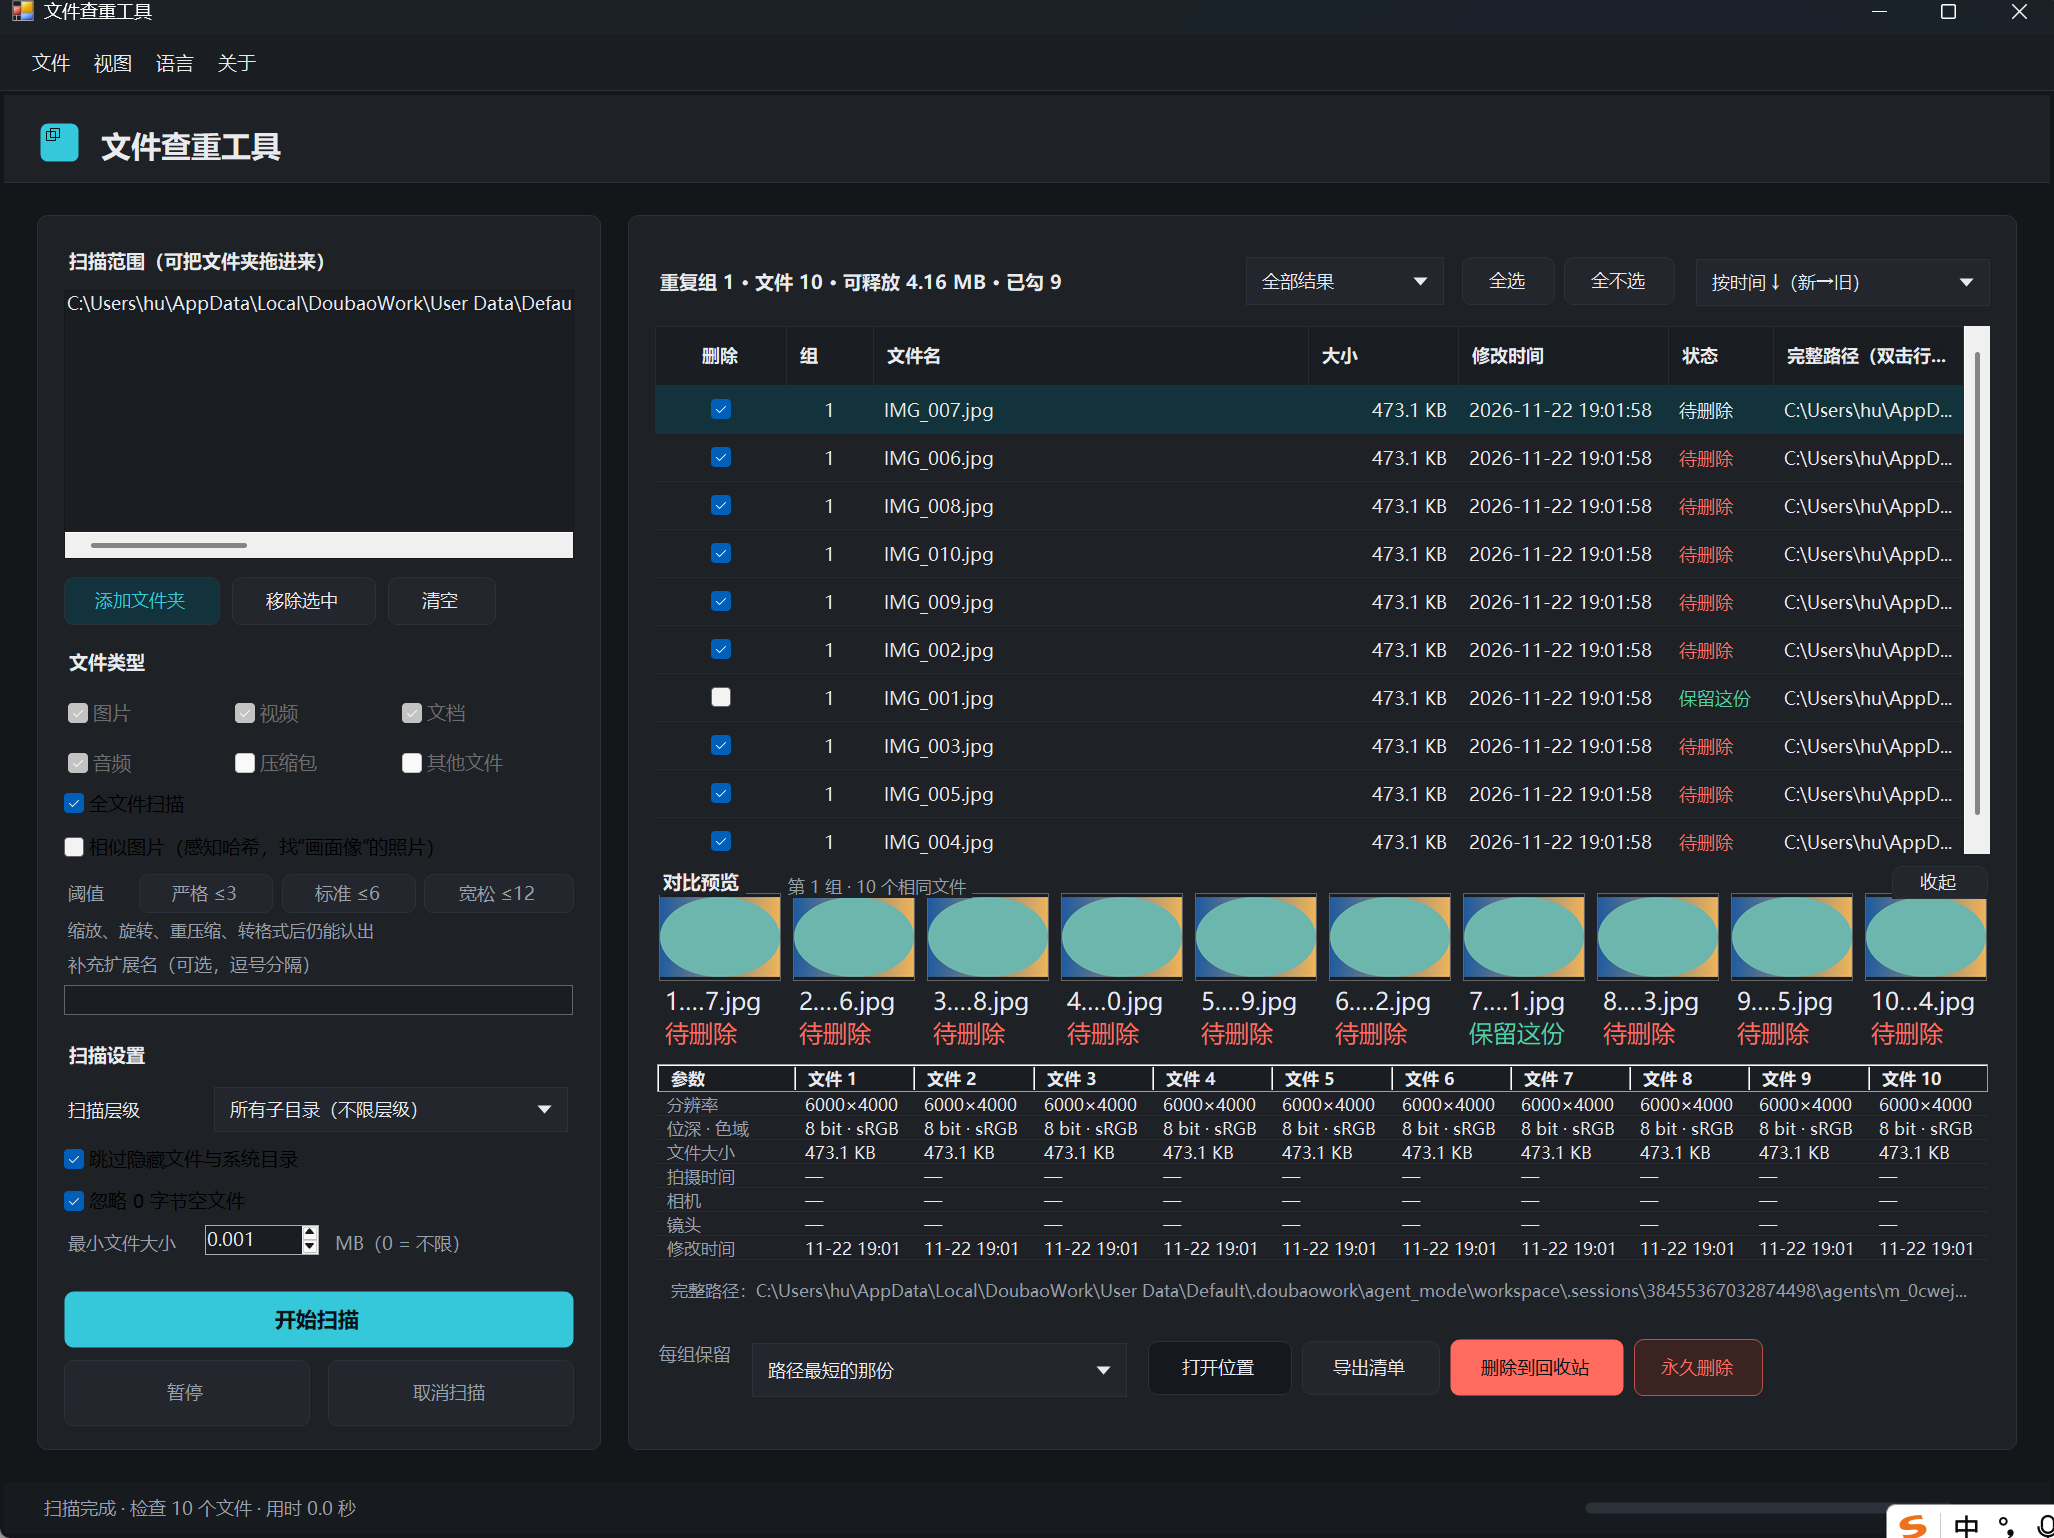 文件查重工具
文件 视图 语言 关于
文件查重工具
扫描范围（可把文件夹拖进来）
C:\Users\hu\AppData\Local\DoubaoWork\User Data\Defau
添加文件夹 移除选中 清空
文件类型
图片 视频 文档
音频 压缩包 其他文件
全文件扫描
相似图片（感知哈希，找“画面像”的照片）
阈值 严格 ≤3 标准 ≤6 宽松 ≤12
缩放、旋转、重压缩、转格式后仍能认出
补充扩展名（可选，逗号分隔）
扫描设置
扫描层级 所有子目录（不限层级）
跳过隐藏文件与系统目录
忽略 0 字节空文件
最小文件大小 0.001 MB（0 = 不限）
开始扫描
暂停 取消扫描
重复组 1 • 文件 10 • 可释放 4.16 MB • 已勾 9 全部结果 全选 全不选 按时间↓ (新→旧)
删除 组 文件名 大小 修改时间 状态 完整路径（双击行...
1 IMG_007.jpg 473.1 KB 2026-11-22 19:01:58 待删除 C:\Users\hu\AppD...
1 IMG_006.jpg 473.1 KB 2026-11-22 19:01:58 待删除 C:\Users\hu\AppD...
1 IMG_008.jpg 473.1 KB 2026-11-22 19:01:58 待删除 C:\Users\hu\AppD...
1 IMG_010.jpg 473.1 KB 2026-11-22 19:01:58 待删除 C:\Users\hu\AppD...
1 IMG_009.jpg 473.1 KB 2026-11-22 19:01:58 待删除 C:\Users\hu\AppD...
1 IMG_002.jpg 473.1 KB 2026-11-22 19:01:58 待删除 C:\Users\hu\AppD...
1 IMG_001.jpg 473.1 KB 2026-11-22 19:01:58 保留这份 C:\Users\hu\AppD...
1 IMG_003.jpg 473.1 KB 2026-11-22 19:01:58 待删除 C:\Users\hu\AppD...
1 IMG_005.jpg 473.1 KB 2026-11-22 19:01:58 待删除 C:\Users\hu\AppD...
1 IMG_004.jpg 473.1 KB 2026-11-22 19:01:58 待删除 C:\Users\hu\AppD...
对比预览 第 1 组 · 10 个相同文件 收起
1....7.jpg 2....6.jpg 3....8.jpg 4....0.jpg 5....9.jpg 6....2.jpg 7....1.jpg 8....3.jpg 9....5.jpg 10...4.jpg
待删除 待删除 待删除 待删除 待删除 待删除 保留这份 待删除 待删除 待删除
参数 文件 1 文件 2 文件 3 文件 4 文件 5 文件 6 文件 7 文件 8 文件 9 文件 10
分辨率 6000×4000 6000×4000 6000×4000 6000×4000 6000×4000 6000×4000 6000×4000 6000×4000 6000×4000 6000×4000
位深 · 色域 8 bit · sRGB 8 bit · sRGB 8 bit · sRGB 8 bit · sRGB 8 bit · sRGB 8 bit · sRGB 8 bit · sRGB 8 bit · sRGB 8 bit · sRGB 8 bit · sRGB
文件大小 473.1 KB 473.1 KB 473.1 KB 473.1 KB 473.1 KB 473.1 KB 473.1 KB 473.1 KB 473.1 KB 473.1 KB
拍摄时间 — — — — — — — — — —
相机 — — — — — — — — — —
镜头 — — — — — — — — — —
修改时间 11-22 19:01 11-22 19:01 11-22 19:01 11-22 19:01 11-22 19:01 11-22 19:01 11-22 19:01 11-22 19:01 11-22 19:01 11-22 19:01
完整路径：C:\Users\hu\AppData\Local\DoubaoWork\User Data\Default\.doubaowork\agent_mode\workspace\.sessions\38455367032874498\agents\m_0cwej...
每组保留 路径最短的那份 打开位置 导出清单 删除到回收站 永久删除
扫描完成 · 检查 10 个文件 · 用时 0.0 秒
S 中